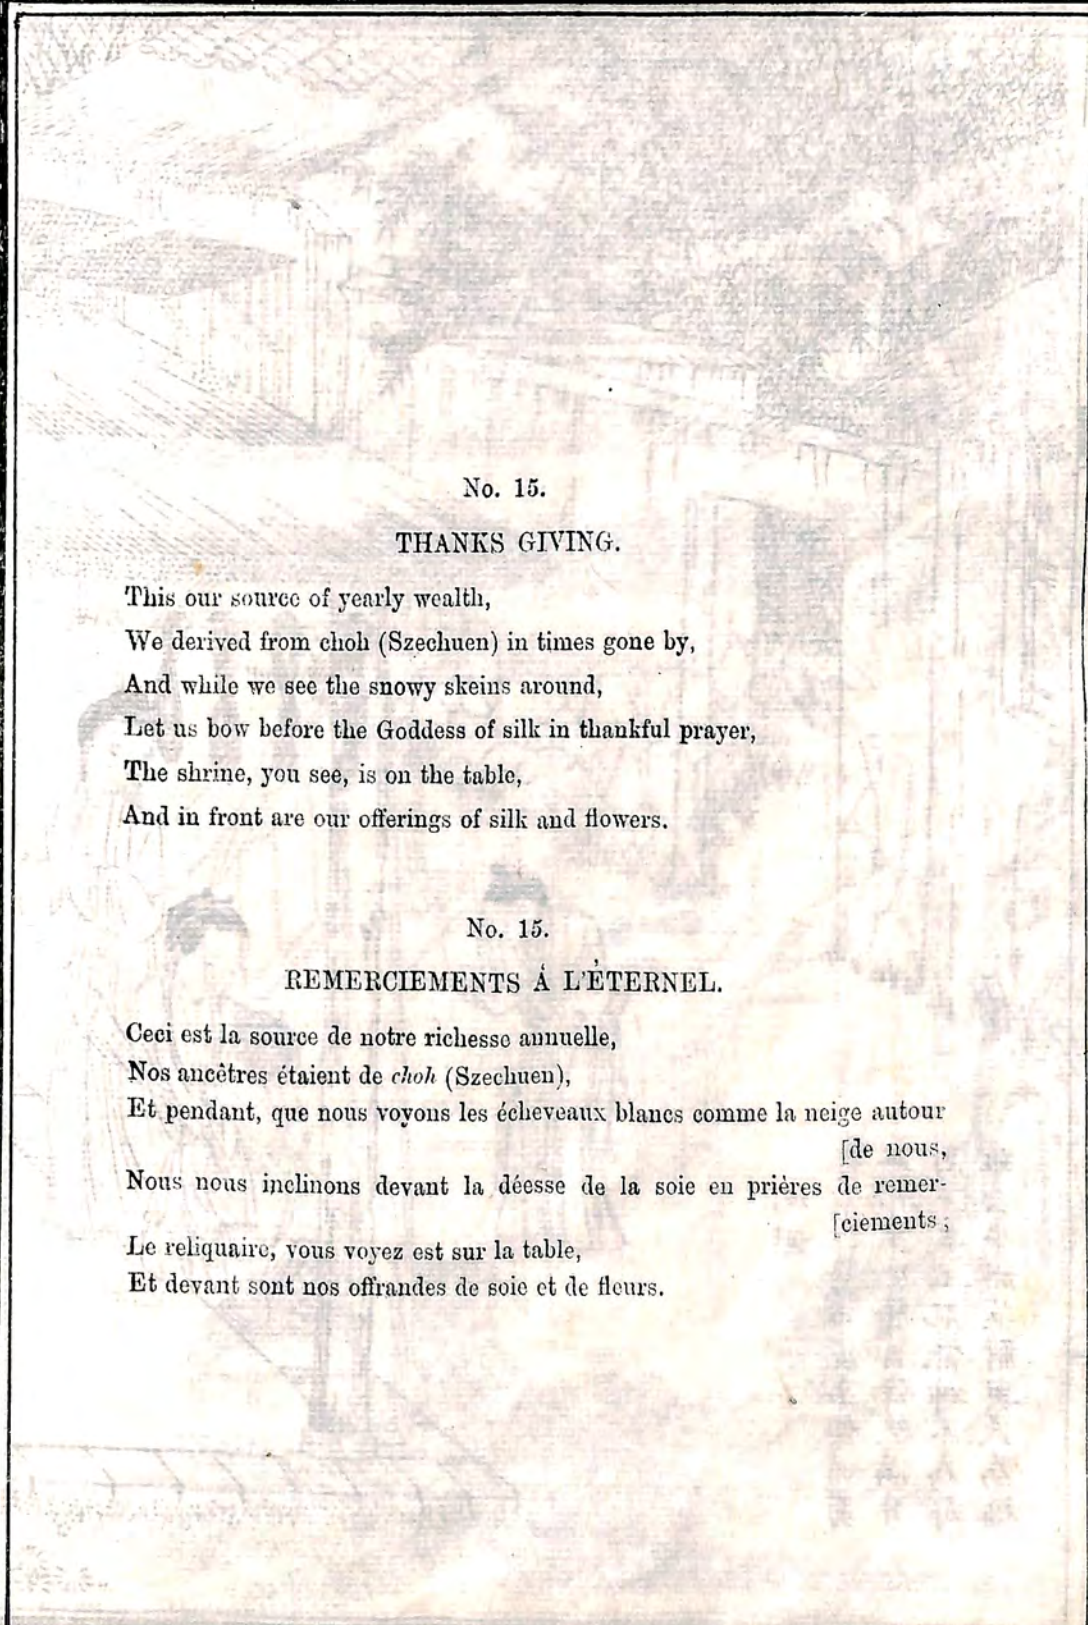 No. 15.
THANKS GIVING.
This our source of yearly wealth,
We derived from choh (Szechuen) in times gone by,
And while we see the snowy skeins around,
Let us bow before the Goddess of silk in thankful prayer,
The shrine, you see, is on the table,
And in front are our offerings of silk and flowers.
No. 15.
REMERCIEMENTS Á L'ÉTERNEL.
Ceci est la source de notre richesse annuelle,
Nos ancêtres étaient de choh (Szechuen),
Et pendant, que nous voyons les écheveaux blancs comme la neige autour
[de nous,
Nous nous inclinons devant la déesse de la soie en prières de remer-
[ciements ;
Le reliquaire, vous voyez est sur la table,
Et devant sont nos offrandes de soie et de fleurs.